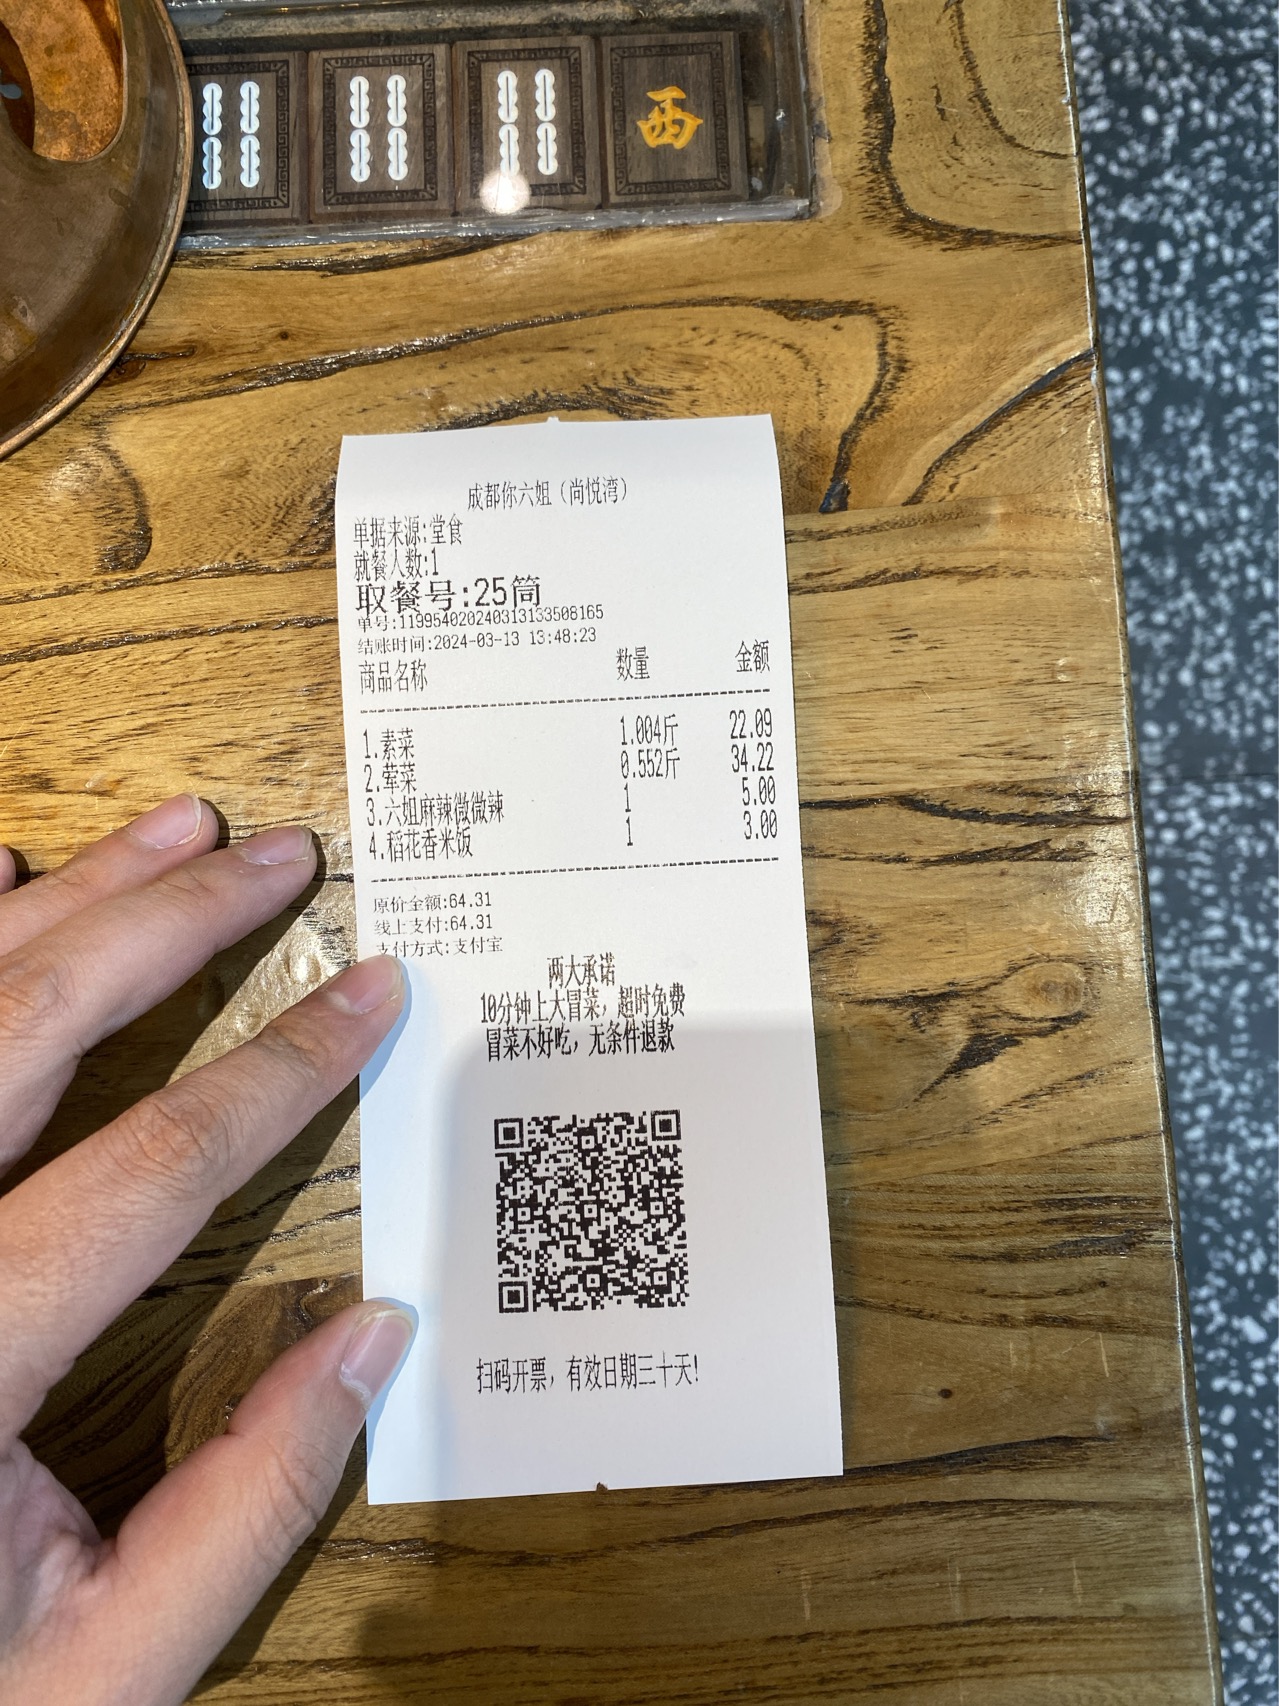 西
成都你六姐（尚悦湾）
单据来源:堂食
就餐人数:1
取餐号:25筒
单号:11995402024031313350816​5
结账时间:2024-03-13 13:48:23
商品名称 数量 金额
1.素菜 1.004斤 22.09
2.荤菜 0.552斤 34.22
3.六姐麻辣微微辣 1 5.00
4.稻花香米饭 1 3.00
原价金额:64.31
线上支付:64.31
支付方式:支付宝
两大承诺
10分钟上大冒菜，超时免费
冒菜不好吃，无条件退款
扫码开票，有效日期三十天!